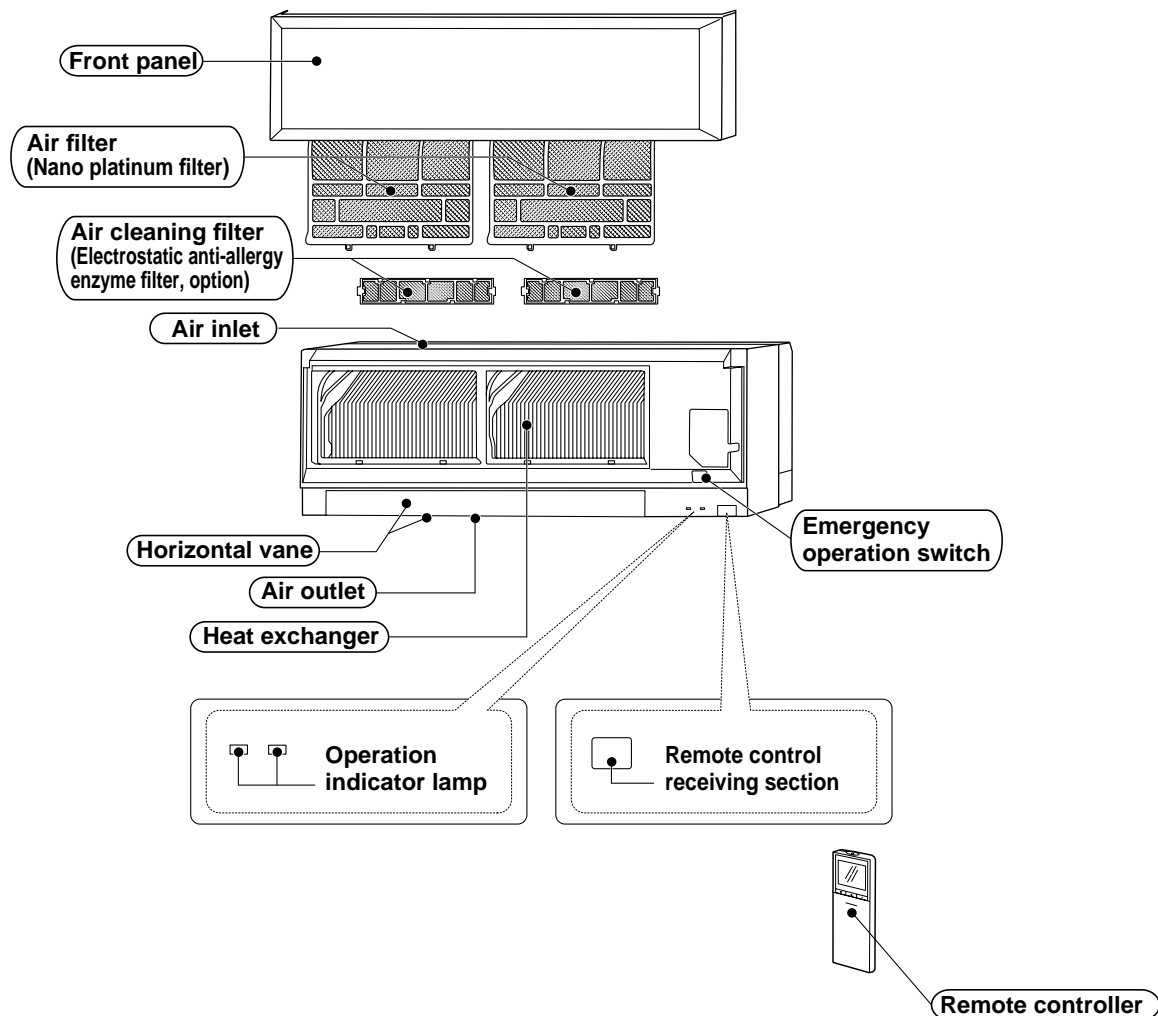 Front panel
Air filter
(Nano platinum filter)
Air cleaning filter
(Electrostatic anti-allergy
enzyme filter, option)
Air inlet
Horizontal vane
Air outlet
Heat exchanger
Emergency
operation switch
Operation
indicator lamp
Remote control
receiving section
Remote controller